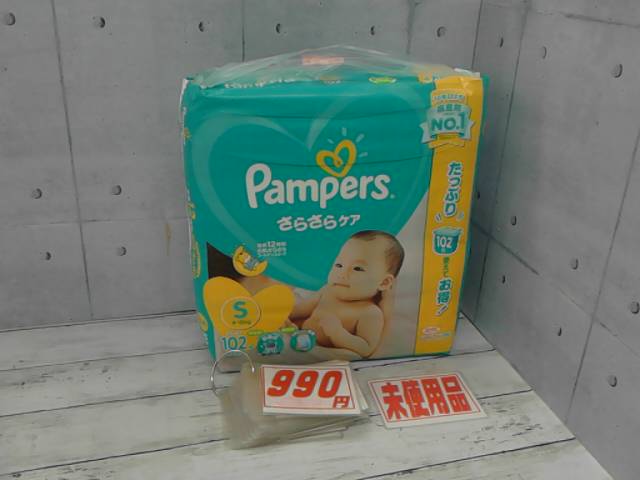 Pampers
さらさらケア
NO.1
たっぷり
102
お得!
S
102
990円
未使用品